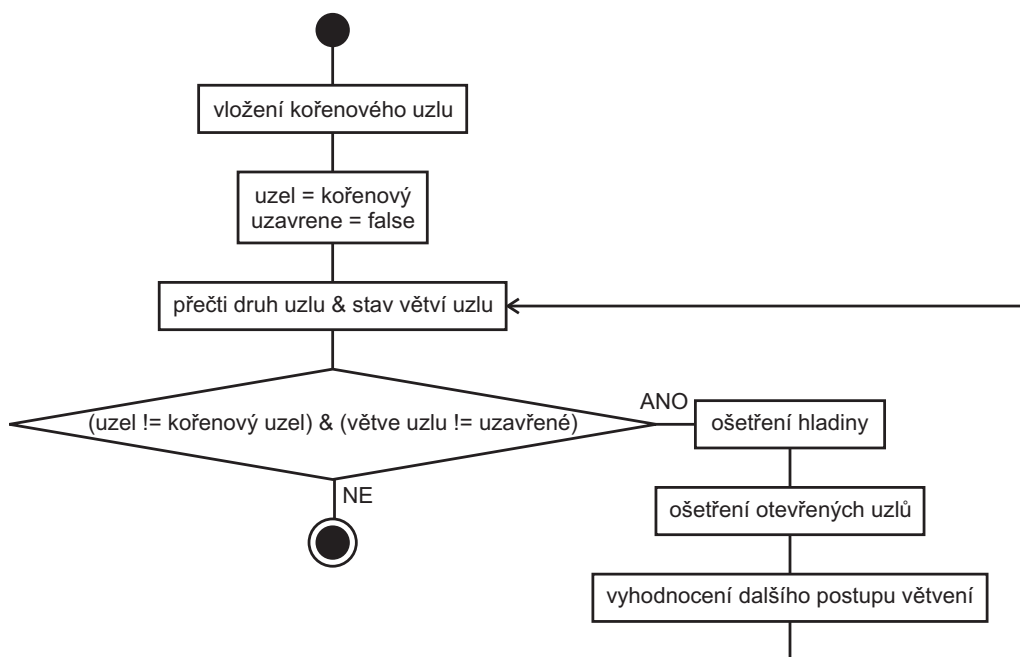 vložení kořenového uzlu
uzel = kořenový
uzavrene = false
přečti druh uzlu & stav větví uzlu
(uzel != kořenový uzel) & (větve uzlu != uzavřené)
ANO
ošetření hladiny
NE
ošetření otevřených uzlů
vyhodnocení dalšího postupu větvení